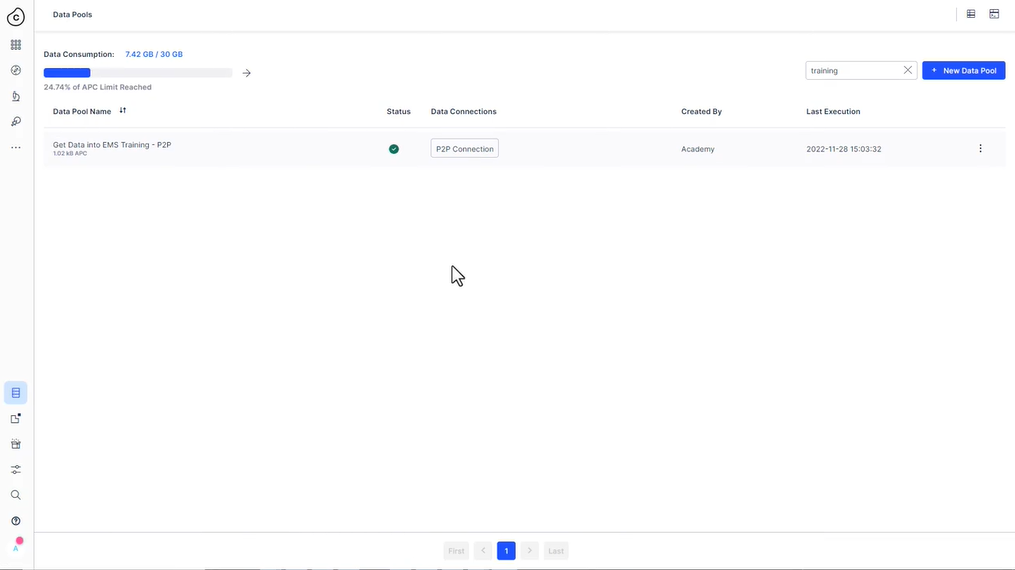 C
Data Pools
Data Consumption: 7.42 GB / 30 GB
24.74% of APC Limit Reached
training
+ New Data Pool
Data Pool Name Status Data Connections Created By Last Execution
Get Data into EMS Training - P2P
1.02 kB APC
P2P Connection Academy 2022-11-28 15:03:32
First 1 Last
A